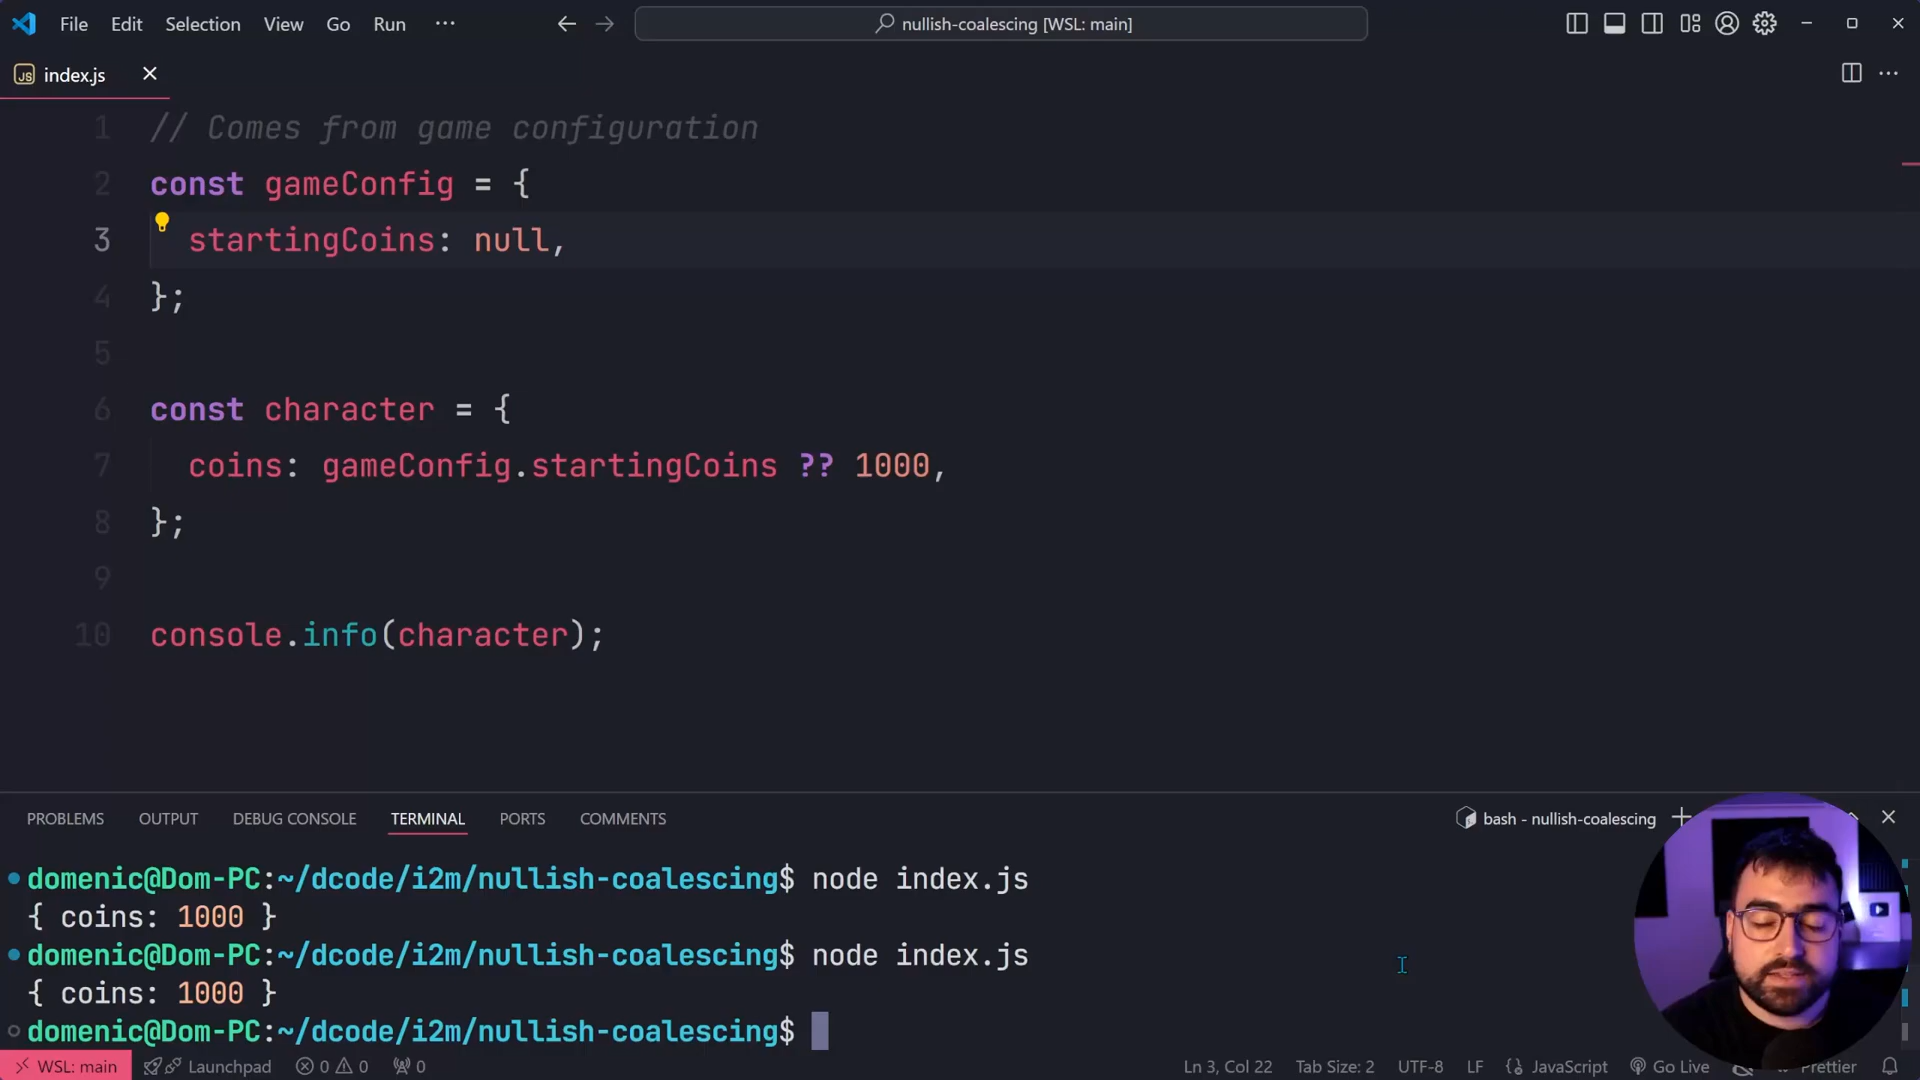 File Edit Selection View Go Run ··· nullish-coalescing [WSL: main]
JS index.js
1 // Comes from game configuration
2 const gameConfig = {
3 startingCoins: null,
4 };
5
6 const character = {
7 coins: gameConfig.startingCoins ?? 1000,
8 };
9
10 console.info(character);
PROBLEMS OUTPUT DEBUG CONSOLE TERMINAL PORTS COMMENTS bash - nullish-coalescing
domenic@Dom-PC:~/dcode/i2m/nullish-coalescing$ node index.js
{ coins: 1000 }
domenic@Dom-PC:~/dcode/i2m/nullish-coalescing$ node index.js
{ coins: 1000 }
domenic@Dom-PC:~/dcode/i2m/nullish-coalescing$
WSL: main Launchpad 0 0 0 Ln 3, Col 22 Tab Size: 2 UTF-8 LF {} JavaScript Go Live Prettier